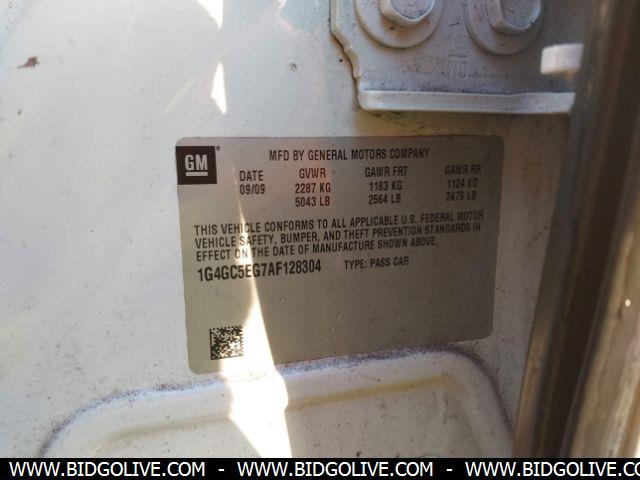 GM
MFD BY GENERAL MOTORS COMPANY
DATE GVWR GAWR FRT GAWR RR
09/09 2287 KG 1163 KG 1124 KG
5043 LB 2564 LB 2479 LB
THIS VEHICLE CONFORMS TO ALL APPLICABLE U.S. FEDERAL MOTOR
VEHICLE SAFETY, BUMPER, AND THEFT PREVENTION STANDARDS IN
EFFECT ON THE DATE OF MANUFACTURE SHOWN ABOVE.
1G4GC5EG7AF128304 TYPE: PASS CAR
WWW.BIDGOLIVE.COM - WWW.BIDGOLIVE.COM - WWW.BIDGOLIVE.COM